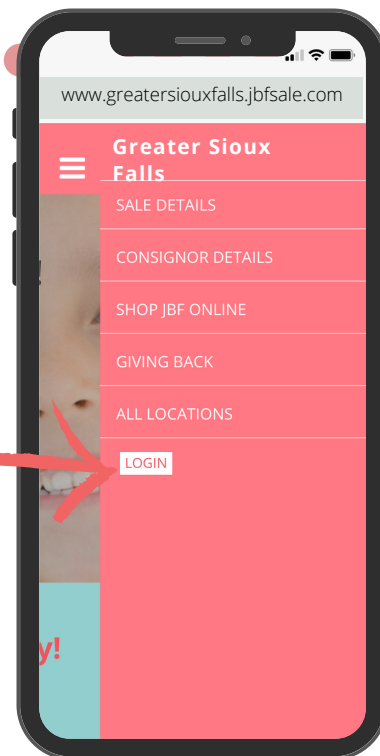 www.greatersiouxfalls.jbfsale.com
Greater Sioux
Falls
SALE DETAILS
CONSIGNOR DETAILS
SHOP JBF ONLINE
GIVING BACK
ALL LOCATIONS
LOGIN
y!